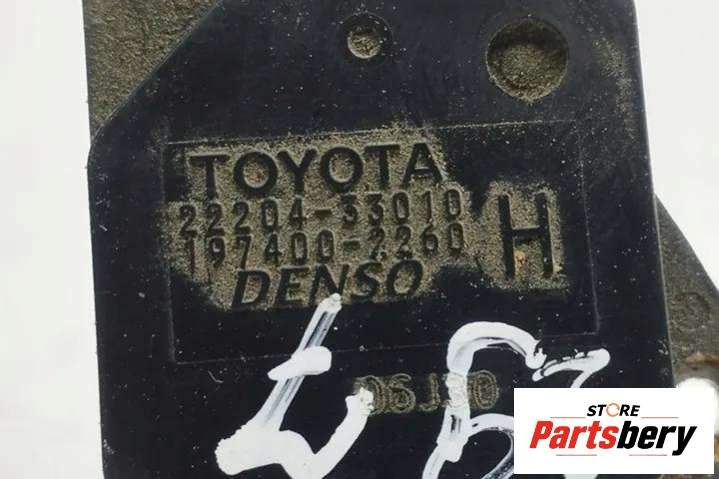 TOYOTA
22204-33010
197400-2260
H
DENSO
06J30
STORE
Partsbery